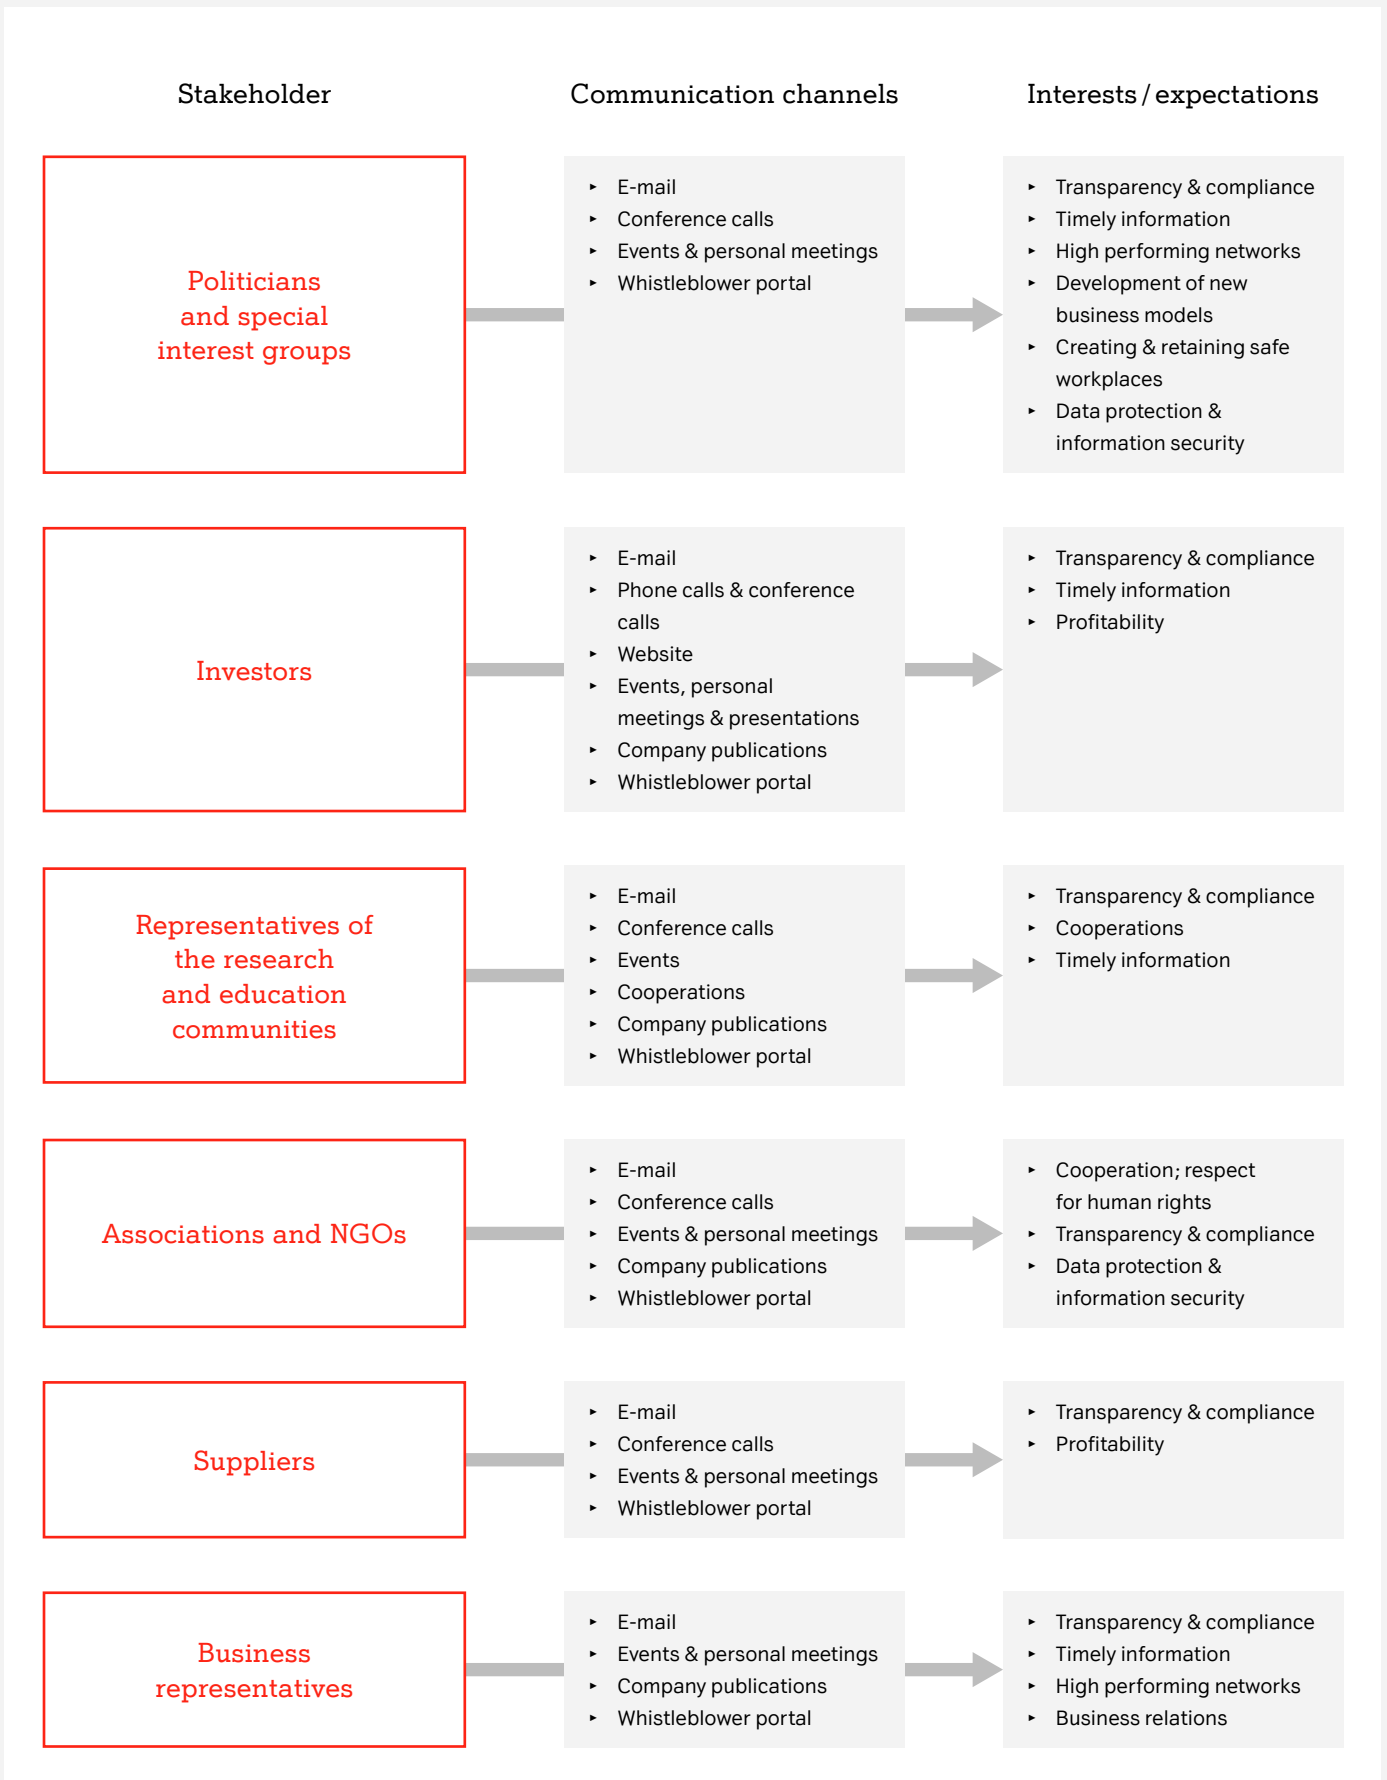 Stakeholder
Communication channels
Interests / expectations
Politicians
and special
interest groups
‣ E-mail
‣ Conference calls
‣ Events & personal meetings
‣ Whistleblower portal
‣ Transparency & compliance
‣ Timely information
‣ High performing networks
‣ Development of new
business models
‣ Creating & retaining safe
workplaces
‣ Data protection &
information security
Investors
‣ E-mail
‣ Phone calls & conference
calls
‣ Website
‣ Events, personal
meetings & presentations
‣ Company publications
‣ Whistleblower portal
‣ Transparency & compliance
‣ Timely information
‣ Profitability
Representatives of
the research
and education
communities
‣ E-mail
‣ Conference calls
‣ Events
‣ Cooperations
‣ Company publications
‣ Whistleblower portal
‣ Transparency & compliance
‣ Cooperations
‣ Timely information
Associations and NGOs
‣ E-mail
‣ Conference calls
‣ Events & personal meetings
‣ Company publications
‣ Whistleblower portal
‣ Cooperation; respect
for human rights
‣ Transparency & compliance
‣ Data protection &
information security
Suppliers
‣ E-mail
‣ Conference calls
‣ Events & personal meetings
‣ Whistleblower portal
‣ Transparency & compliance
‣ Profitability
Business
representatives
‣ E-mail
‣ Events & personal meetings
‣ Company publications
‣ Whistleblower portal
‣ Transparency & compliance
‣ Timely information
‣ High performing networks
‣ Business relations